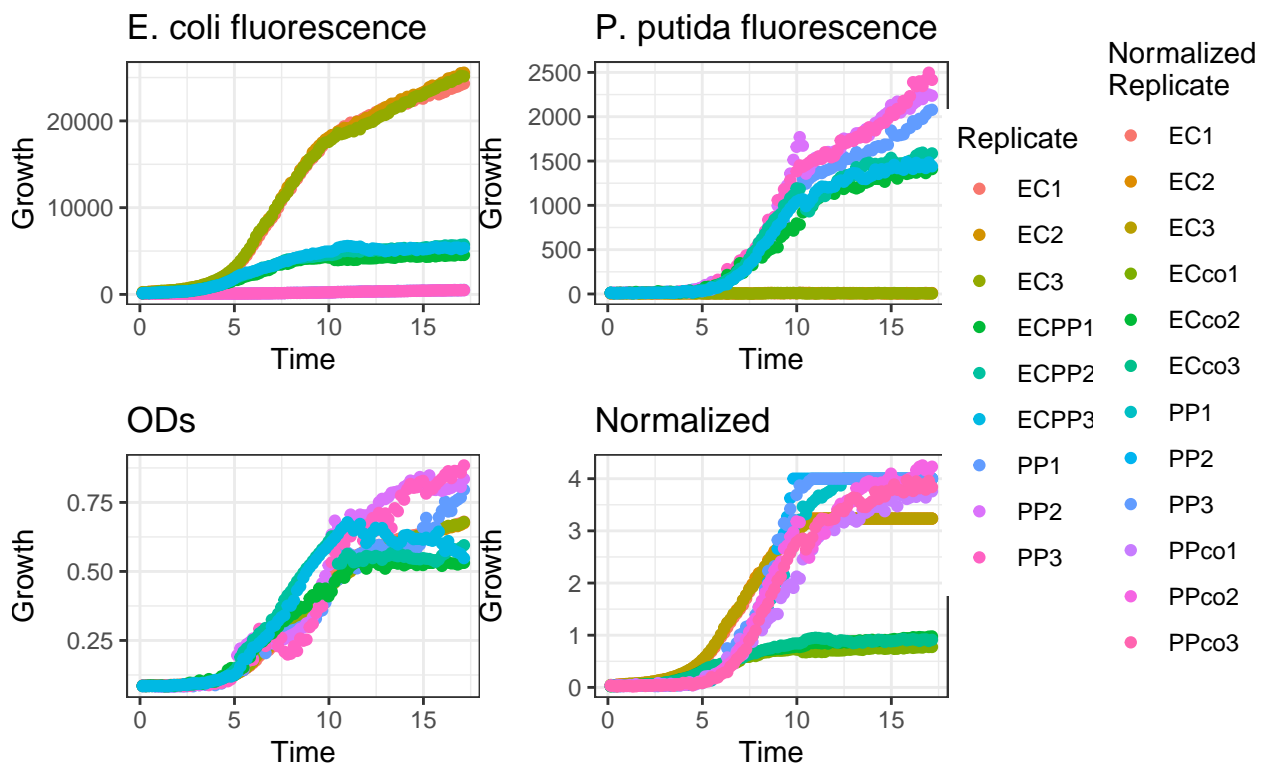 E. coli fluorescence
Growth
20000
10000
0
0 5 10 15
Time
P. putida fluorescence
Growth
2500
2000
1500
1000
500
0
0 5 10 15
Time
ODs
Growth
0.75
0.50
0.25
0 5 10 15
Time
Normalized
Growth
4
3
2
1
0
0 5 10 15
Time
Replicate
EC1
EC2
EC3
ECPP1
ECPP2
ECPP3
PP1
PP2
PP3
Normalized
Replicate
EC1
EC2
EC3
ECco1
ECco2
ECco3
PP1
PP2
PP3
PPco1
PPco2
PPco3